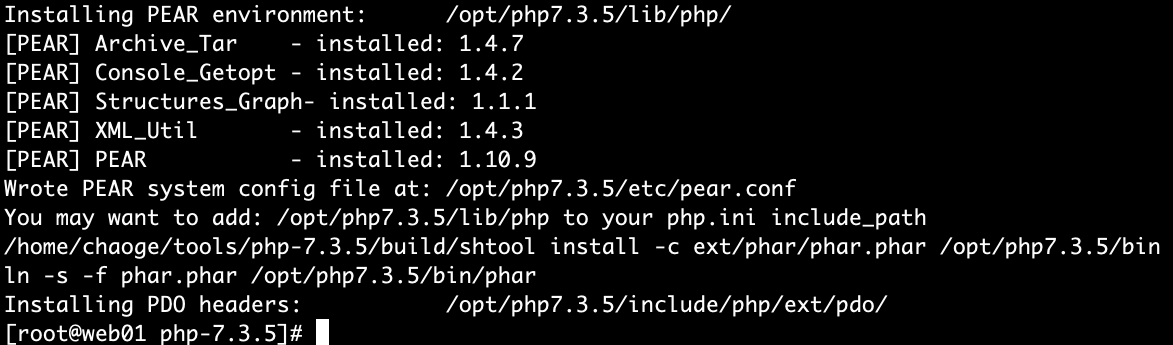 Installing PEAR environment:      /opt/php7.3.5/lib/php/
[PEAR] Archive_Tar    - installed: 1.4.7
[PEAR] Console_Getopt - installed: 1.4.2
[PEAR] Structures_Graph- installed: 1.1.1
[PEAR] XML_Util       - installed: 1.4.3
[PEAR] PEAR           - installed: 1.10.9
Wrote PEAR system config file at: /opt/php7.3.5/etc/pear.conf
You may want to add: /opt/php7.3.5/lib/php to your php.ini include_path
/home/chaoge/tools/php-7.3.5/build/shtool install -c ext/phar/phar.phar /opt/php7.3.5/bin
ln -s -f phar.phar /opt/php7.3.5/bin/phar
Installing PDO headers:           /opt/php7.3.5/include/php/ext/pdo/
[root@web01 php-7.3.5]#